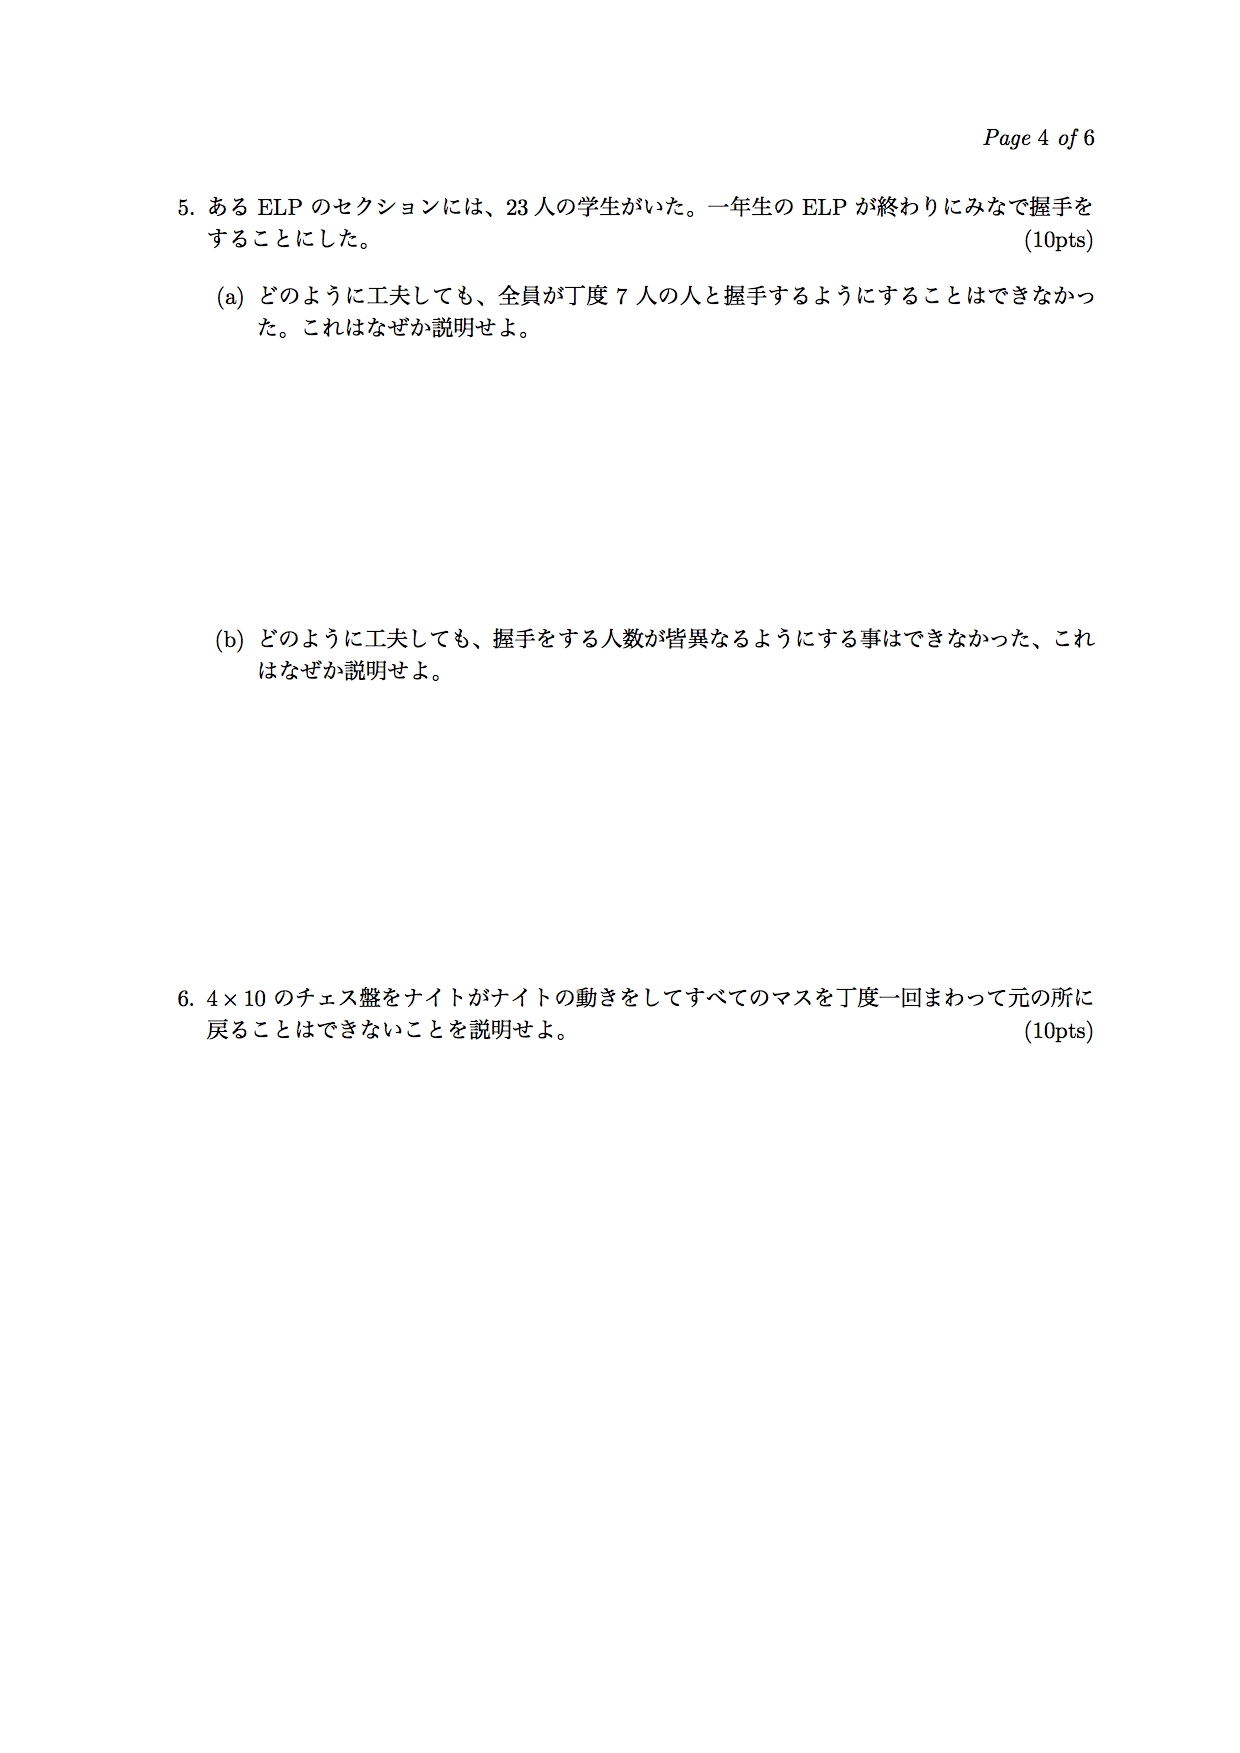 Page 4 of 6
5. ある ELP のセクションには、23 人の学生がいた。一年生の ELP が終わりにみなで握手を
することにした。 (10pts)
(a) どのように工夫しても、全員が丁度 7 人の人と握手するようにすることはできなかっ
た。これはなぜか説明せよ。
(b) どのように工夫しても、握手をする人数が皆異なるようにする事はできなかった、これ
はなぜか説明せよ。
6. 4 × 10 のチェス盤をナイトがナイトの動きをしてすべてのマスを丁度一回まわって元の所に
戻ることはできないことを説明せよ。 (10pts)